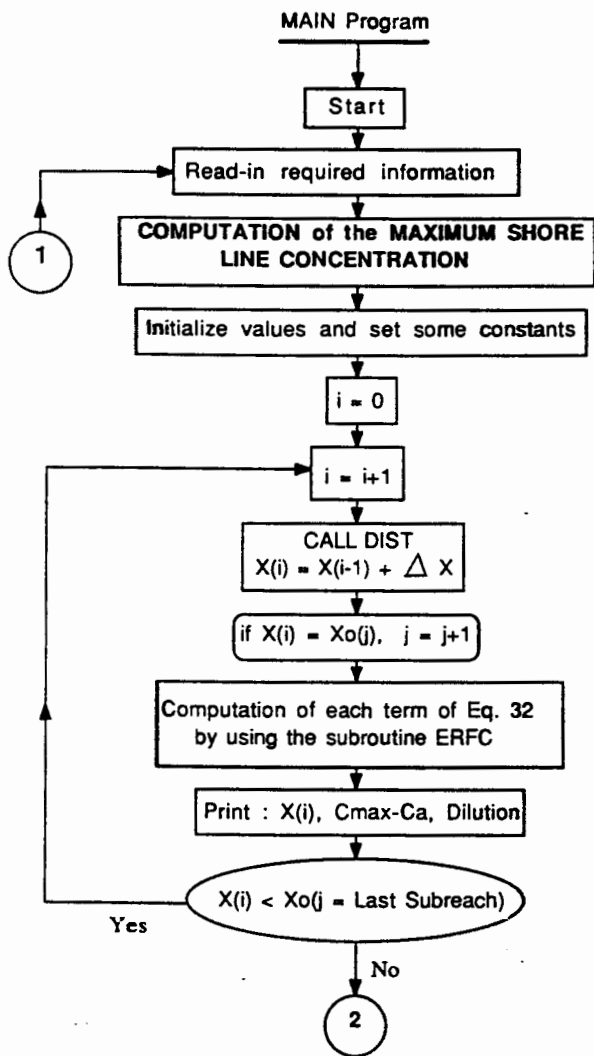 MAIN Program
Start
Read-in required information
1
COMPUTATION of the MAXIMUM SHORE
LINE CONCENTRATION
Initialize values and set some constants
i = 0
i = i+1
CALL DIST
X(i) = X(i-1) + Δ X
if X(i) = Xo(j), j = j+1
Computation of each term of Eq. 32
by using the subroutine ERFC
Print : X(i), Cmax-Ca, Dilution
X(i) < Xo(j = Last Subreach)
Yes
No
2